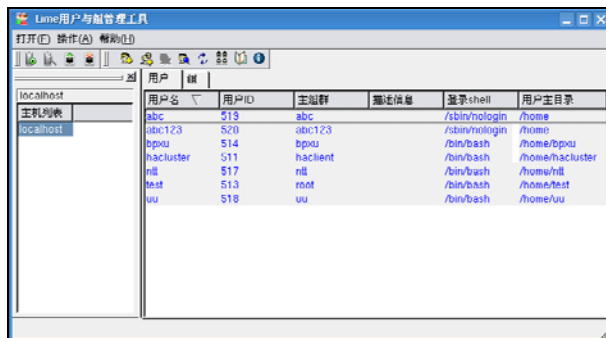 Lime用户与组管理工具
打开(F) 操作(A) 帮助(H)
用户 组
localhost
主机列表
localhost
用户名 用户ID 主组群 描述信息 登录shell 用户主目录
abc 519 abc /sbin/nologin /home
abc123 520 abc123 /sbin/nologin /home
bpxu 514 bpxu /bin/bash /home/bpxu
hacluster 511 haclient /bin/bash /home/hacluster
ntt 517 ntt /bin/bash /home/ntt
test 513 root /bin/bash /home/test
uu 518 uu /bin/bash /home/uu